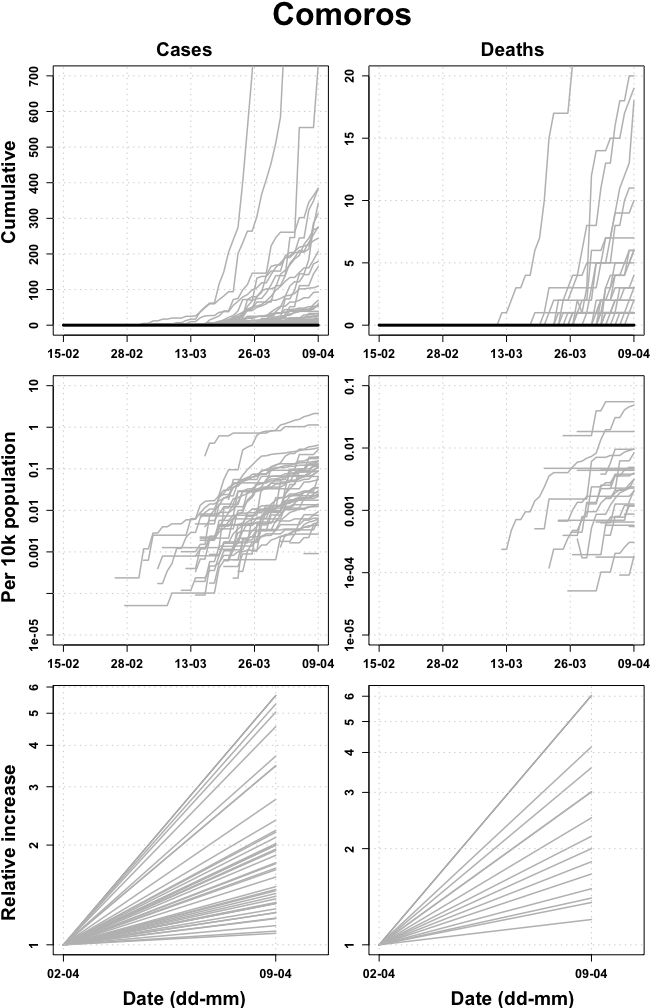 Comoros
Cases
Deaths
Cumulative
700
600
500
400
300
200
100
0
15-02 28-02 13-03 26-03 09-04
20
15
10
5
0
15-02 28-02 13-03 26-03 09-04
Per 10k population
10
1
0.1
0.01
0.001
1e-05
15-02 28-02 13-03 26-03 09-04
0.1
0.01
0.001
1e-04
1e-05
15-02 28-02 13-03 26-03 09-04
Relative increase
6
5
4
3
2
1
02-04 09-04
Date (dd-mm)
6
5
4
3
2
1
02-04 09-04
Date (dd-mm)